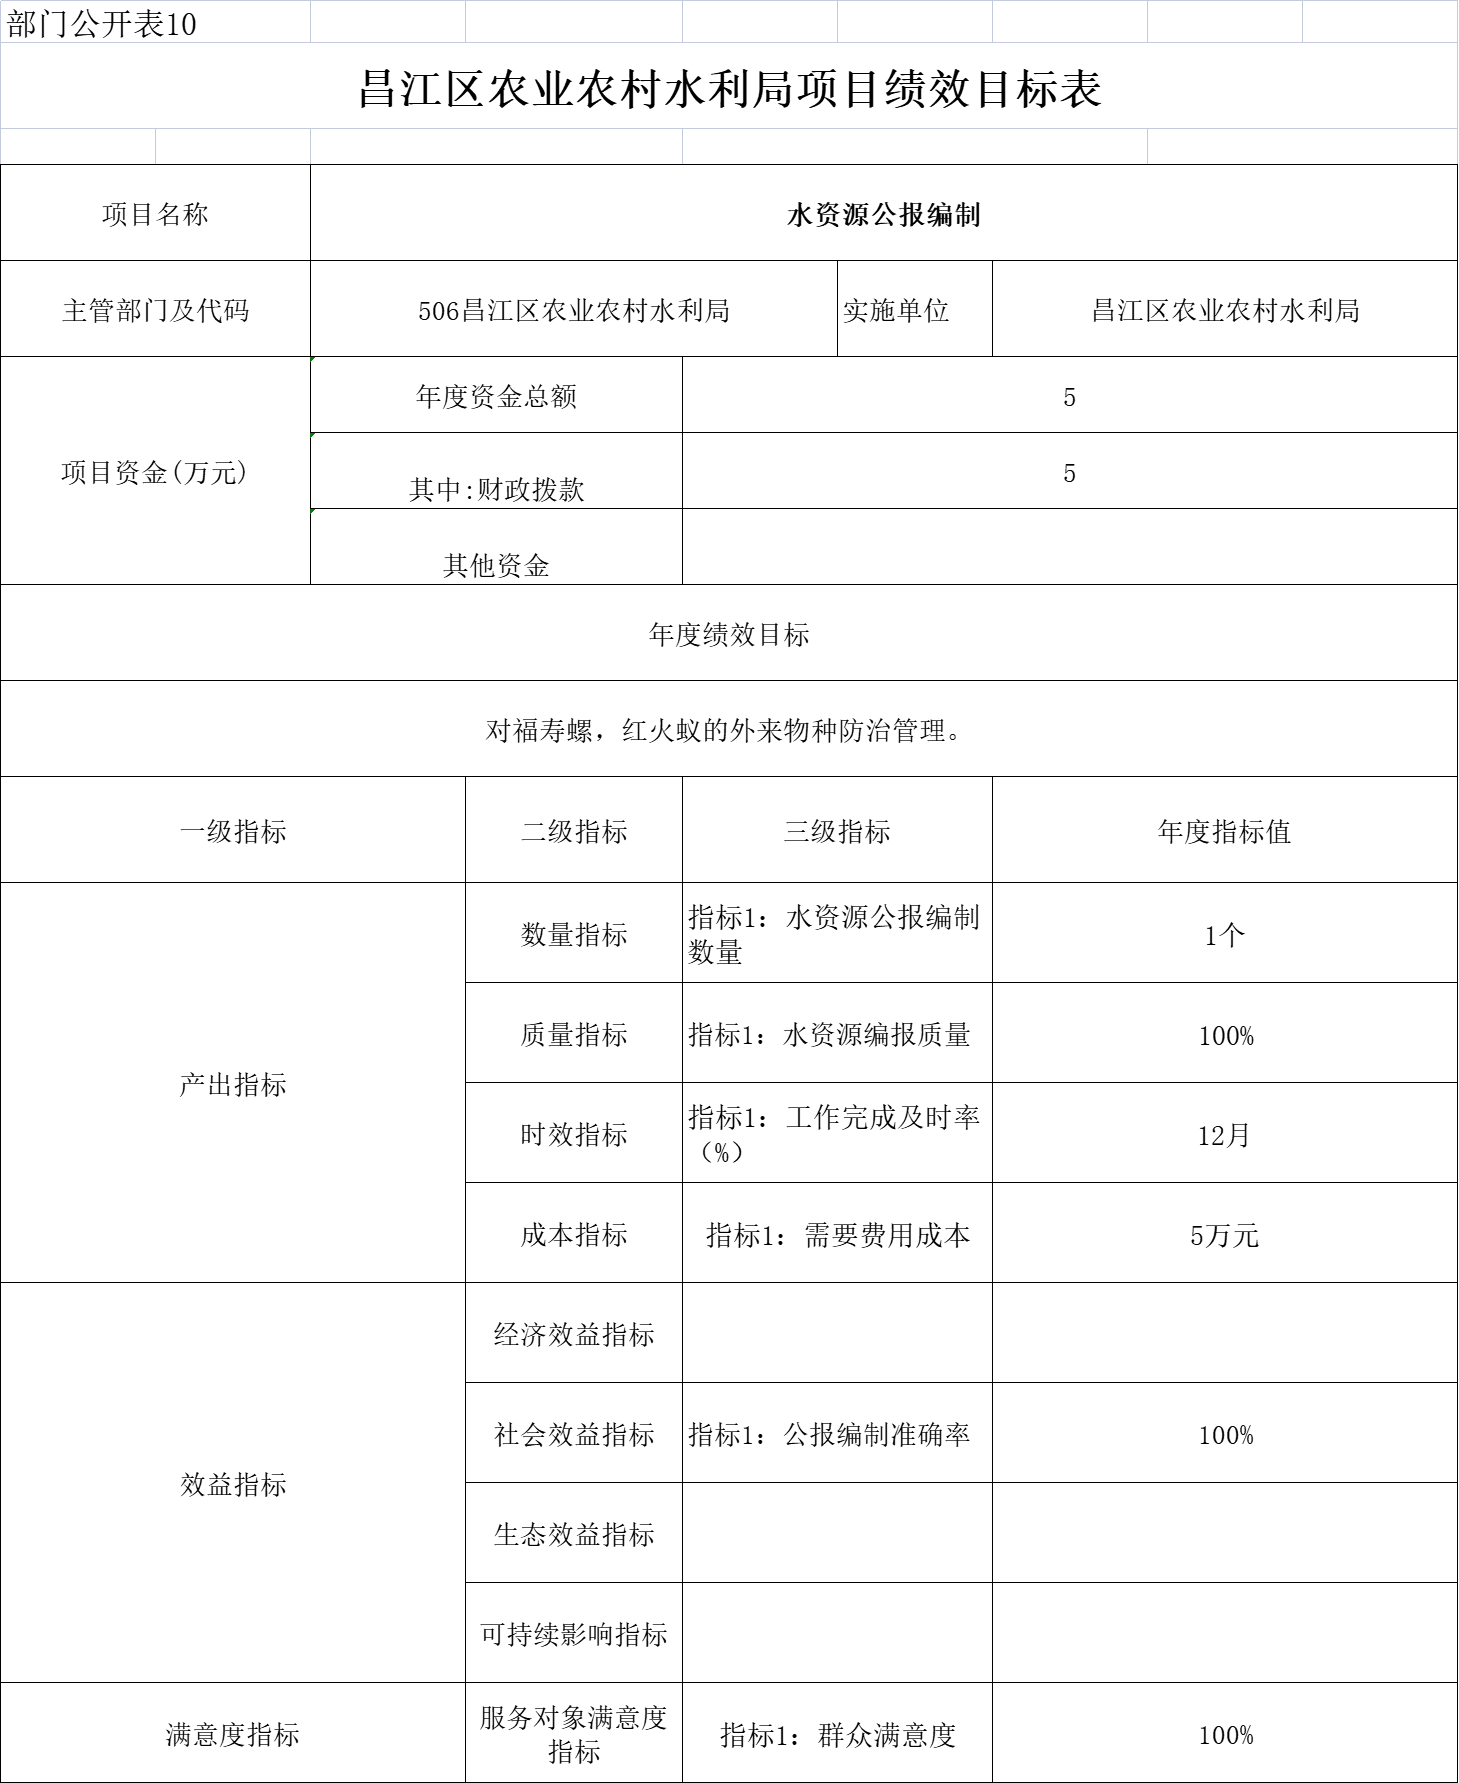 部门公开表10
昌江区农业农村水利局项目绩效目标表
项目名称
水资源公报编制
主管部门及代码
506昌江区农业农村水利局
实施单位
昌江区农业农村水利局
项目资金(万元)
年度资金总额
5
其中:财政拨款
5
其他资金
年度绩效目标
对福寿螺，红火蚁的外来物种防治管理。
一级指标
二级指标
三级指标
年度指标值
产出指标
数量指标
指标1：水资源公报编制
数量
1个
质量指标
指标1：水资源编报质量
100%
时效指标
指标1：工作完成及时率
（%）
12月
成本指标
指标1：需要费用成本
5万元
效益指标
经济效益指标
社会效益指标
指标1：公报编制准确率
100%
生态效益指标
可持续影响指标
满意度指标
服务对象满意度
指标
指标1：群众满意度
100%